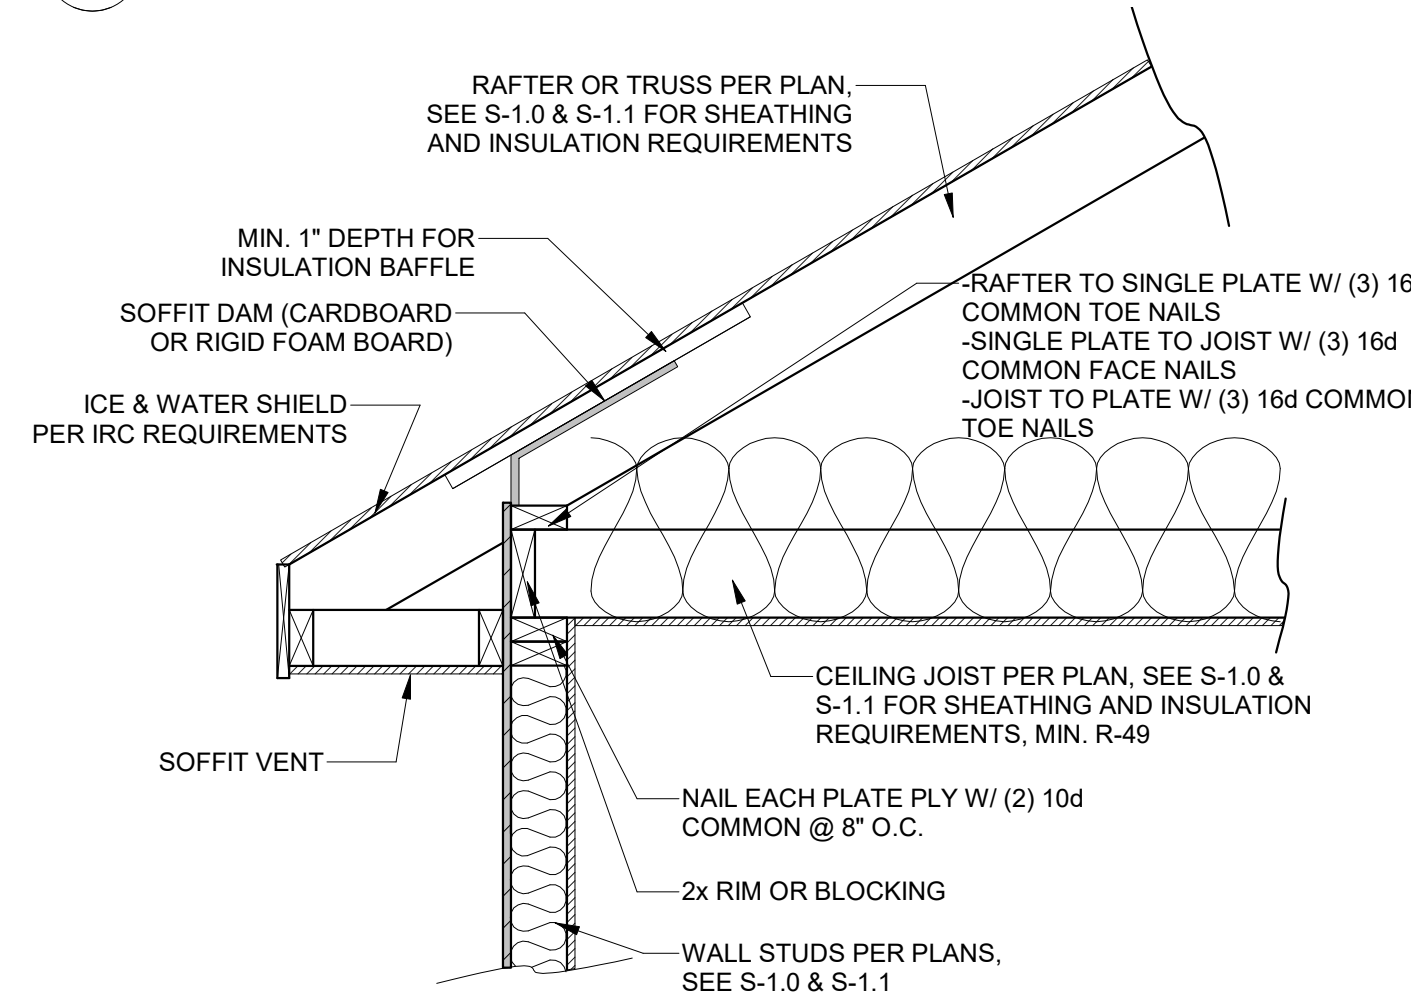 RAFTER OR TRUSS PER PLAN,
SEE S-1.0 & S-1.1 FOR SHEATHING
AND INSULATION REQUIREMENTS
MIN. 1" DEPTH FOR
INSULATION BAFFLE
SOFFIT DAM (CARDBOARD
OR RIGID FOAM BOARD)
ICE & WATER SHIELD
PER IRC REQUIREMENTS
-RAFTER TO SINGLE PLATE W/ (3) 16
COMMON TOE NAILS
-SINGLE PLATE TO JOIST W/ (3) 16d
COMMON FACE NAILS
-JOIST TO PLATE W/ (3) 16d COMMON
TOE NAILS
CEILING JOIST PER PLAN, SEE S-1.0 &
S-1.1 FOR SHEATHING AND INSULATION
REQUIREMENTS, MIN. R-49
SOFFIT VENT
NAIL EACH PLATE PLY W/ (2) 10d
COMMON @ 8" O.C.
2x RIM OR BLOCKING
WALL STUDS PER PLANS,
SEE S-1.0 & S-1.1